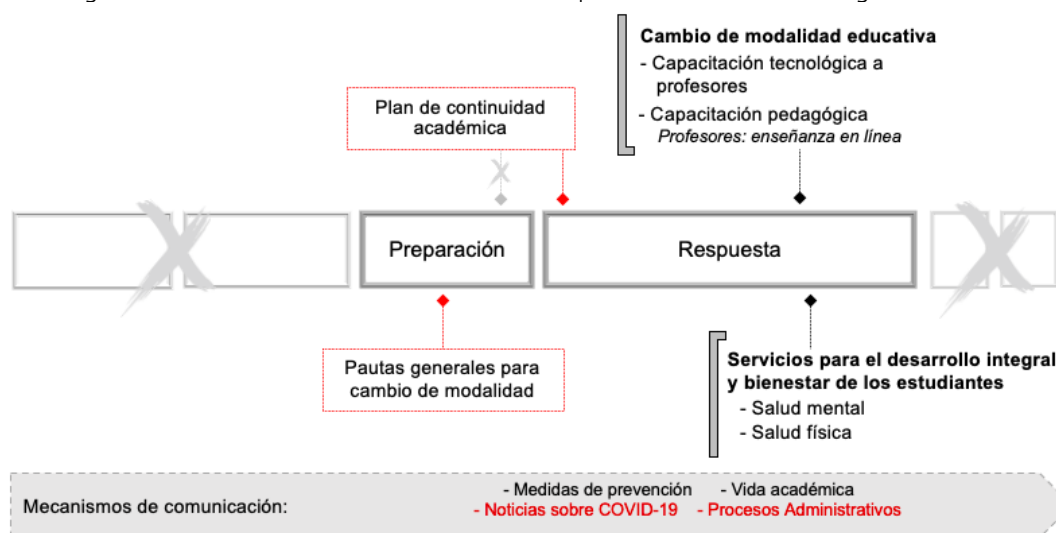 Cambio de modalidad educativa
- Capacitación tecnológica a
profesores
- Capacitación pedagógica
Profesores: enseñanza en línea
Plan de continuidad
académica
Preparación
Respuesta
Pautas generales para
cambio de modalidad
Servicios para el desarrollo integral
y bienestar de los estudiantes
- Salud mental
- Salud física
Mecanismos de comunicación:
- Medidas de prevención - Vida académica
- Noticias sobre COVID-19 - Procesos Administrativos